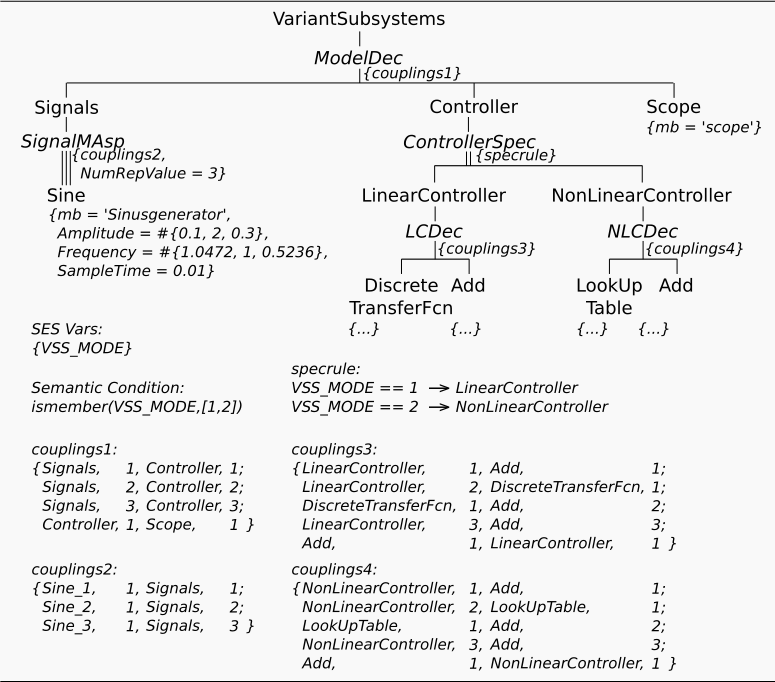 VariantSubsystems
ModelDec
{couplings1}
Signals Controller Scope
{mb = 'scope'}
SignalMAsp ControllerSpec
{couplings2, {specrule}
NumRepValue = 3}
Sine LinearController NonLinearController
{mb = 'Sinusgenerator',
Amplitude = #{0.1, 2, 0.3}, LCDec NLCDec
Frequency = #{1.0472, 1, 0.5236}, {couplings3} {couplings4}
SampleTime = 0.01}
Discrete Add LookUp Add
TransferFcn Table
{...} {...} {...} {...}
SES Vars:
{VSS_MODE}
Semantic Condition:
ismember(VSS_MODE,[1,2])
specrule:
VSS_MODE == 1 → LinearController
VSS_MODE == 2 → NonLinearController
couplings1:
{Signals, 1, Controller, 1;
Signals, 2, Controller, 2;
Signals, 3, Controller, 3;
Controller, 1, Scope, 1 }
couplings2:
{Sine_1, 1, Signals, 1;
Sine_2, 1, Signals, 2;
Sine_3, 1, Signals, 3 }
couplings3:
{LinearController, 1, Add, 1;
LinearController, 2, DiscreteTransferFcn, 1;
DiscreteTransferFcn, 1, Add, 2;
LinearController, 3, Add, 3;
Add, 1, LinearController, 1 }
couplings4:
{NonLinearController, 1, Add, 1;
NonLinearController, 2, LookUpTable, 1;
LookUpTable, 1, Add, 2;
NonLinearController, 3, Add, 3;
Add, 1, NonLinearController, 1 }